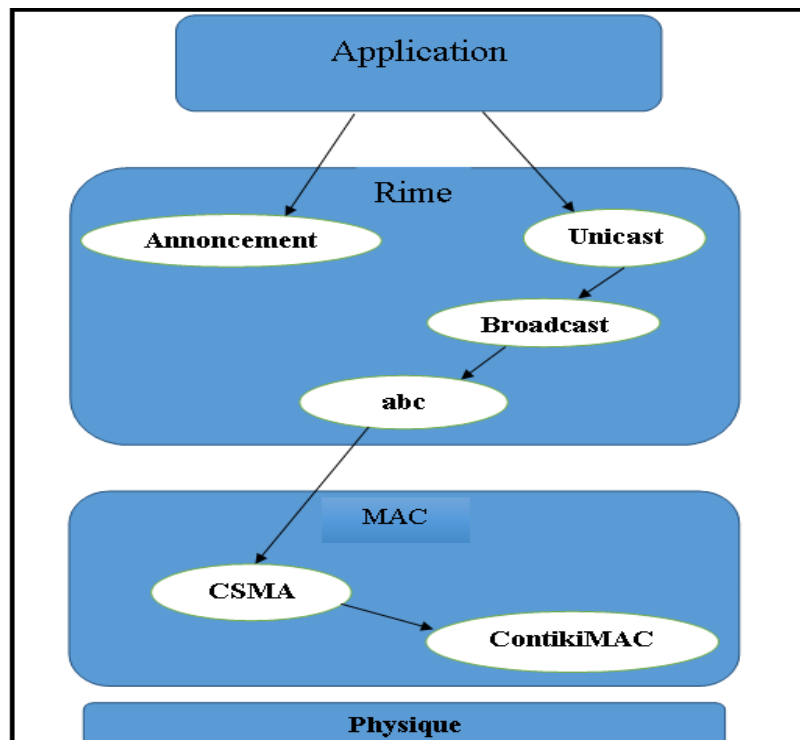 Application
Rime
Annoncement
Unicast
Broadcast
abc
MAC
CSMA
ContikiMAC
Physique